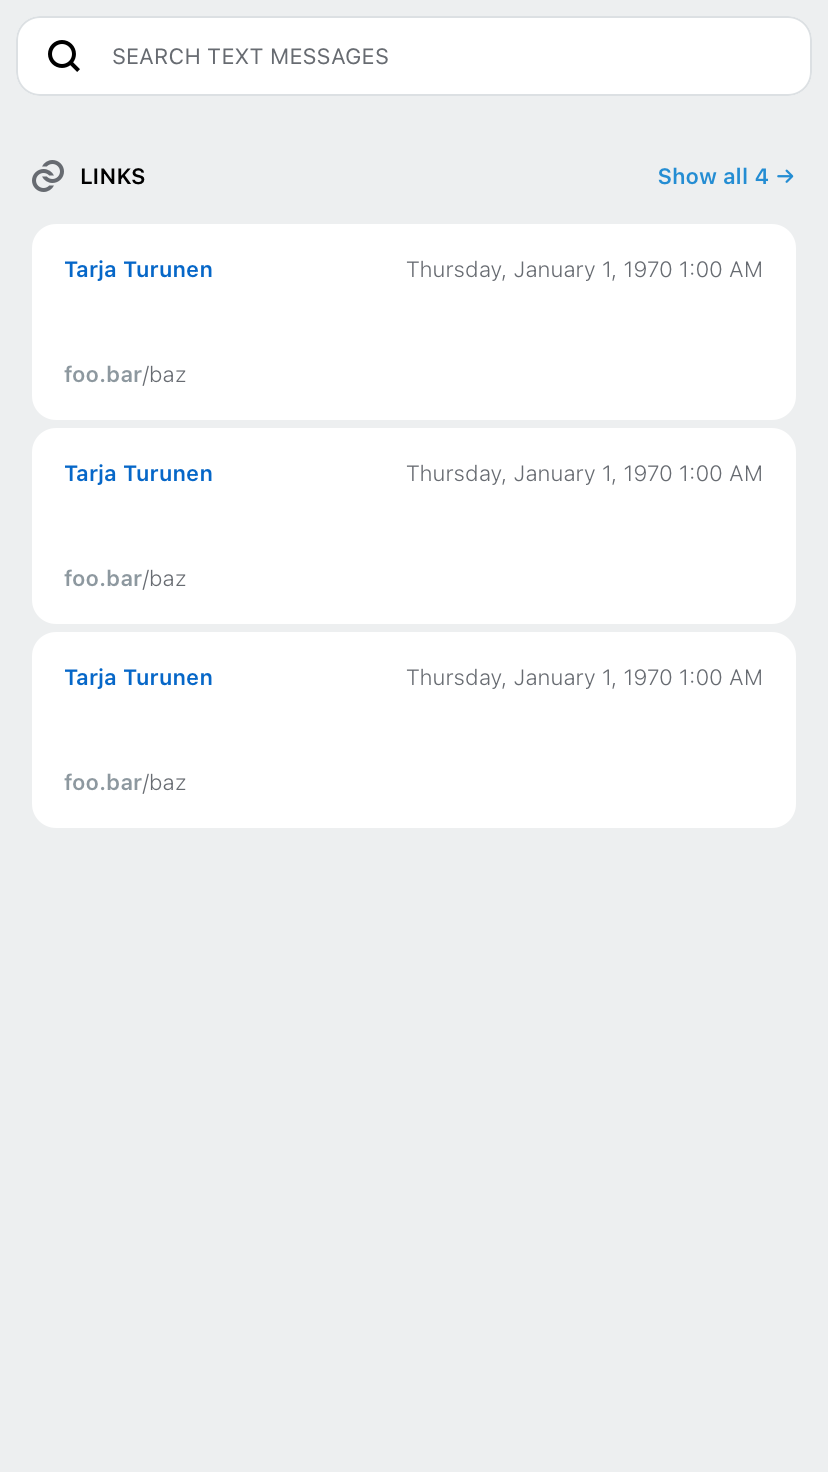 SEARCH TEXT MESSAGES
LINKS
Show all 4 →
Tarja Turunen
Thursday, January 1, 1970 1:00 AM
foo.bar/baz
Tarja Turunen
Thursday, January 1, 1970 1:00 AM
foo.bar/baz
Tarja Turunen
Thursday, January 1, 1970 1:00 AM
foo.bar/baz